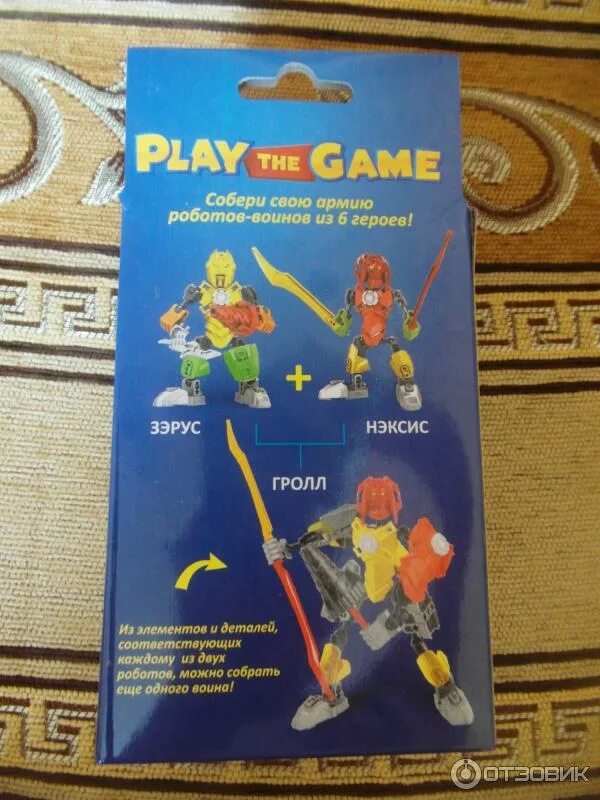 PLAY THE GAME
Собери свою армию
роботов-воинов из 6 героев!
+
ЗЭРУС
НЭКСИС
ГРОЛЛ
Из элементов и деталей,
соответствующих
каждому из двух
роботов, можно собрать
еще одного воина!
ОТЗОВИК